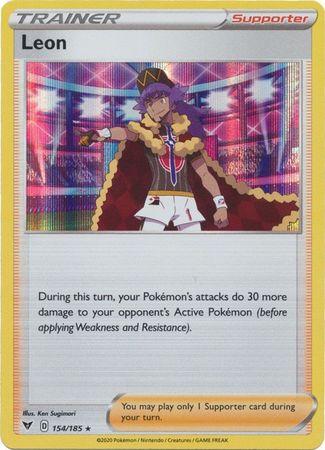 TRAINER Supporter
Leon
During this turn, your Pokémon's attacks do 30 more
damage to your opponent's Active Pokémon (before
applying Weakness and Resistance).
Illus. Ken Sugimori
D 154/185 ★
You may play only 1 Supporter card during
your turn.
©2020 Pokémon / Nintendo / Creatures / GAME FREAK